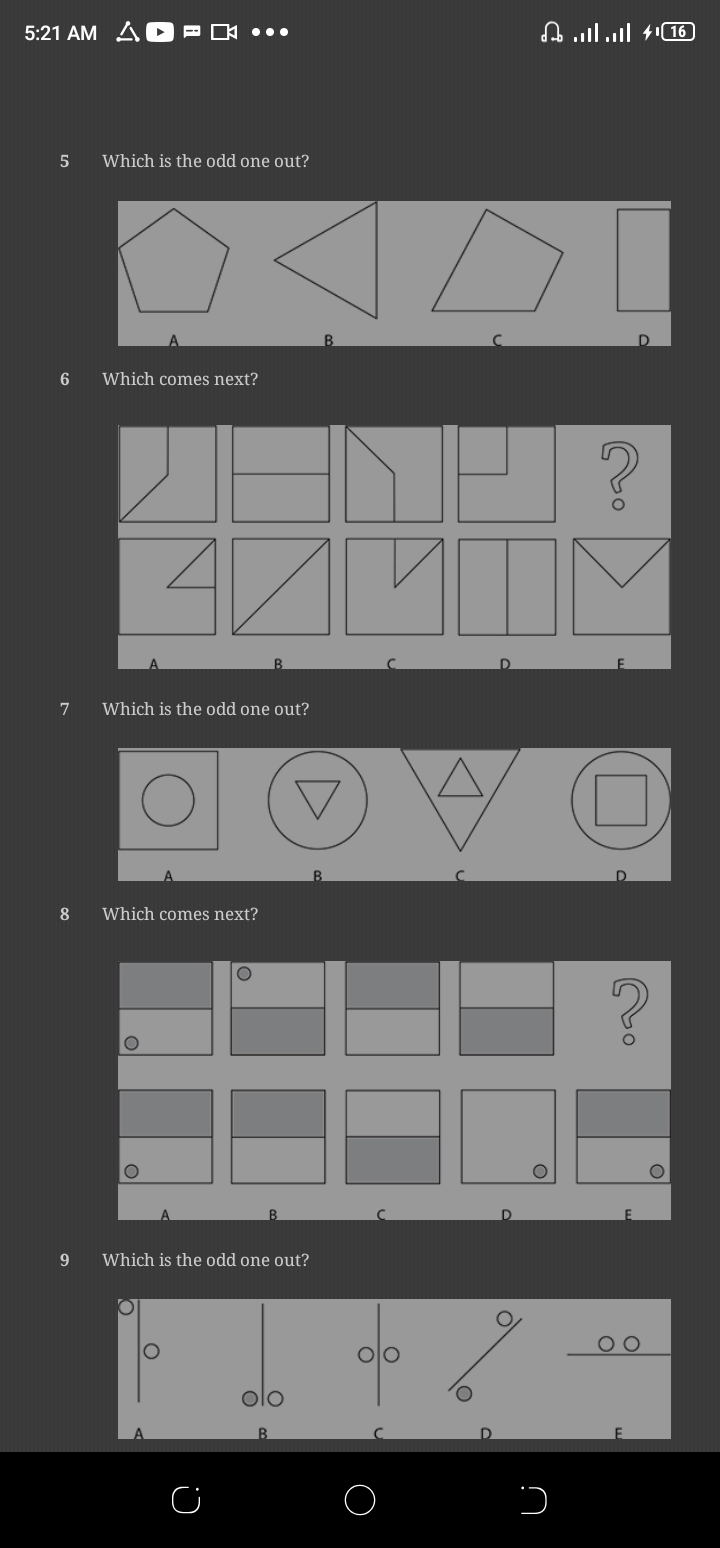 5:21 AM 16
5 Which is the odd one out?
A B C D
6 Which comes next?
?
A B C D E
7 Which is the odd one out?
A B C D
8 Which comes next?
?
A B C D E
9 Which is the odd one out?
A B C D E